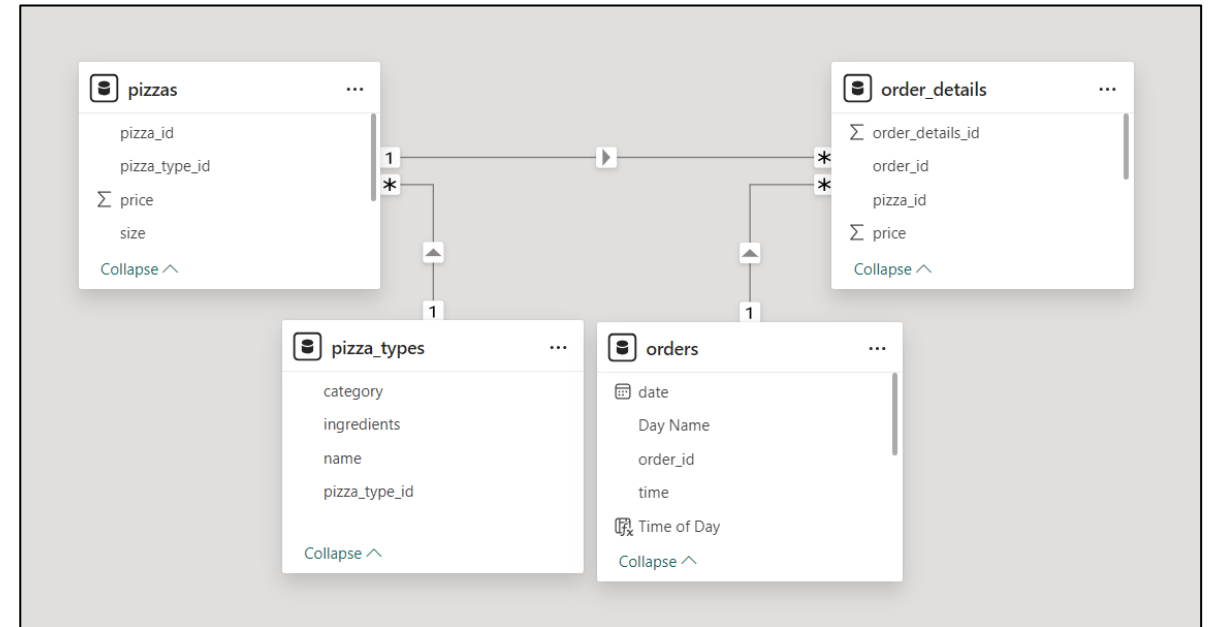 pizzas
...
pizza_id
pizza_type_id
Σ price
size
Collapse
order_details
...
Σ order_details_id
order_id
pizza_id
Σ price
Collapse
1
*
*
*
1
1
pizza_types
...
category
ingredients
name
pizza_type_id
Collapse
orders
...
date
Day Name
order_id
time
Time of Day
Collapse